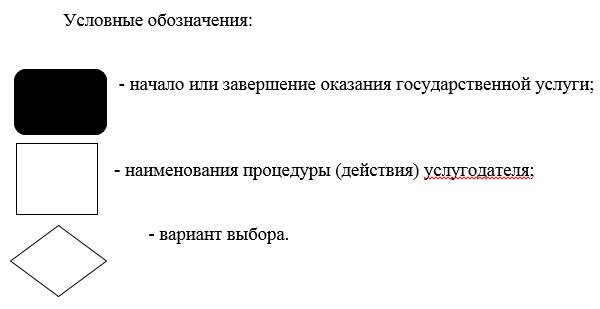 Условные обозначения:
- начало или завершение оказания государственной услуги;
- наименования процедуры (действия) услугодателя;
- вариант выбора.